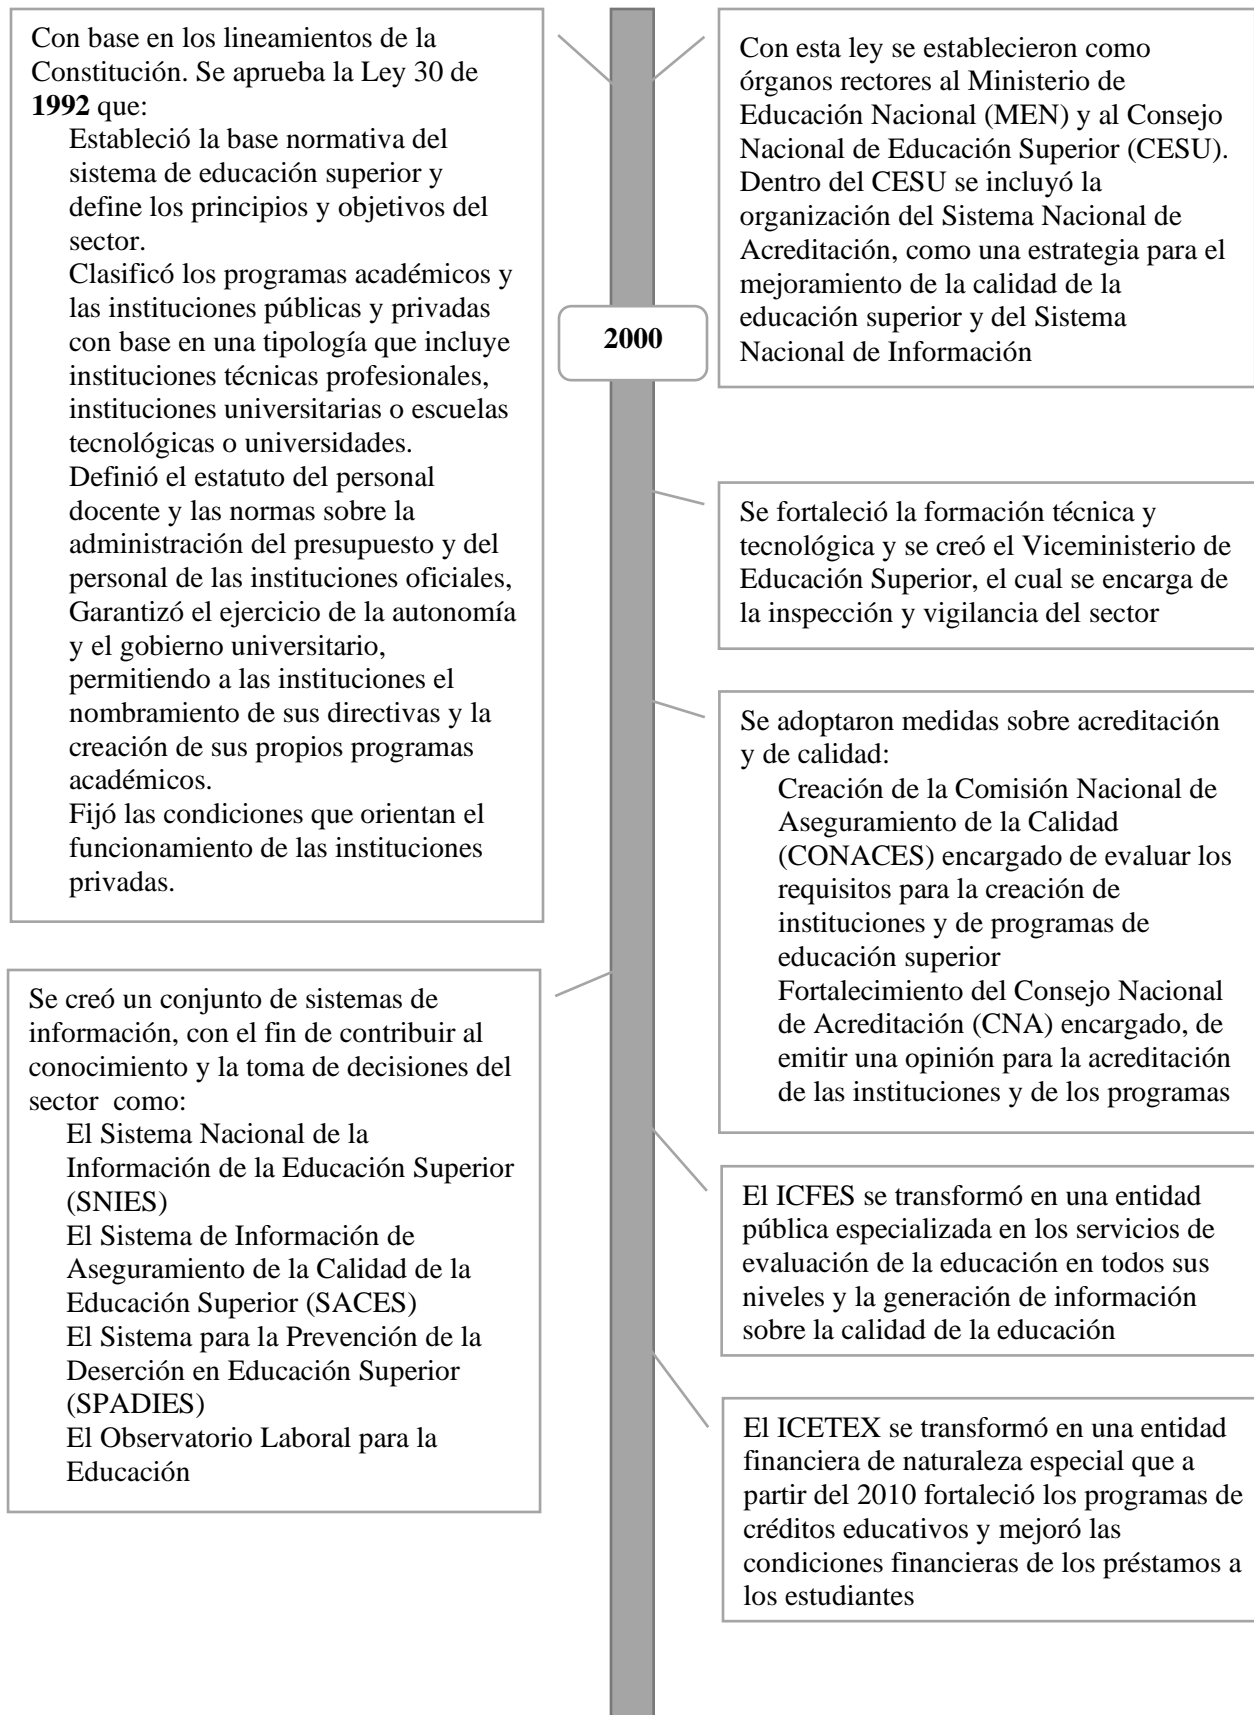 Con base en los lineamientos de la
Constitución. Se aprueba la Ley 30 de
1992 que:
Estableció la base normativa del
sistema de educación superior y
define los principios y objetivos del
sector.
Clasificó los programas académicos y
las instituciones públicas y privadas
con base en una tipología que incluye
instituciones técnicas profesionales,
instituciones universitarias o escuelas
tecnológicas o universidades.
Definió el estatuto del personal
docente y las normas sobre la
administración del presupuesto y del
personal de las instituciones oficiales,
Garantizó el ejercicio de la autonomía
y el gobierno universitario,
permitiendo a las instituciones el
nombramiento de sus directivas y la
creación de sus propios programas
académicos.
Fijó las condiciones que orientan el
funcionamiento de las instituciones
privadas.
Con esta ley se establecieron como
órganos rectores al Ministerio de
Educación Nacional (MEN) y al Consejo
Nacional de Educación Superior (CESU).
Dentro del CESU se incluyó la
organización del Sistema Nacional de
Acreditación, como una estrategia para el
mejoramiento de la calidad de la
educación superior y del Sistema
Nacional de Información
2000
Se fortaleció la formación técnica y
tecnológica y se creó el Viceministerio de
Educación Superior, el cual se encarga de
la inspección y vigilancia del sector
Se adoptaron medidas sobre acreditación
y de calidad:
Creación de la Comisión Nacional de
Aseguramiento de la Calidad
(CONACES) encargado de evaluar los
requisitos para la creación de
instituciones y de programas de
educación superior
Fortalecimiento del Consejo Nacional
de Acreditación (CNA) encargado, de
emitir una opinión para la acreditación
de las instituciones y de los programas
Se creó un conjunto de sistemas de
información, con el fin de contribuir al
conocimiento y la toma de decisiones del
sector  como:
El Sistema Nacional de la
Información de la Educación Superior
(SNIES)
El Sistema de Información de
Aseguramiento de la Calidad de la
Educación Superior (SACES)
El Sistema para la Prevención de la
Deserción en Educación Superior
(SPADIES)
El Observatorio Laboral para la
Educación
El ICFES se transformó en una entidad
pública especializada en los servicios de
evaluación de la educación en todos sus
niveles y la generación de información
sobre la calidad de la educación
El ICETEX se transformó en una entidad
financiera de naturaleza especial que a
partir del 2010 fortaleció los programas de
créditos educativos y mejoró las
condiciones financieras de los préstamos a
los estudiantes